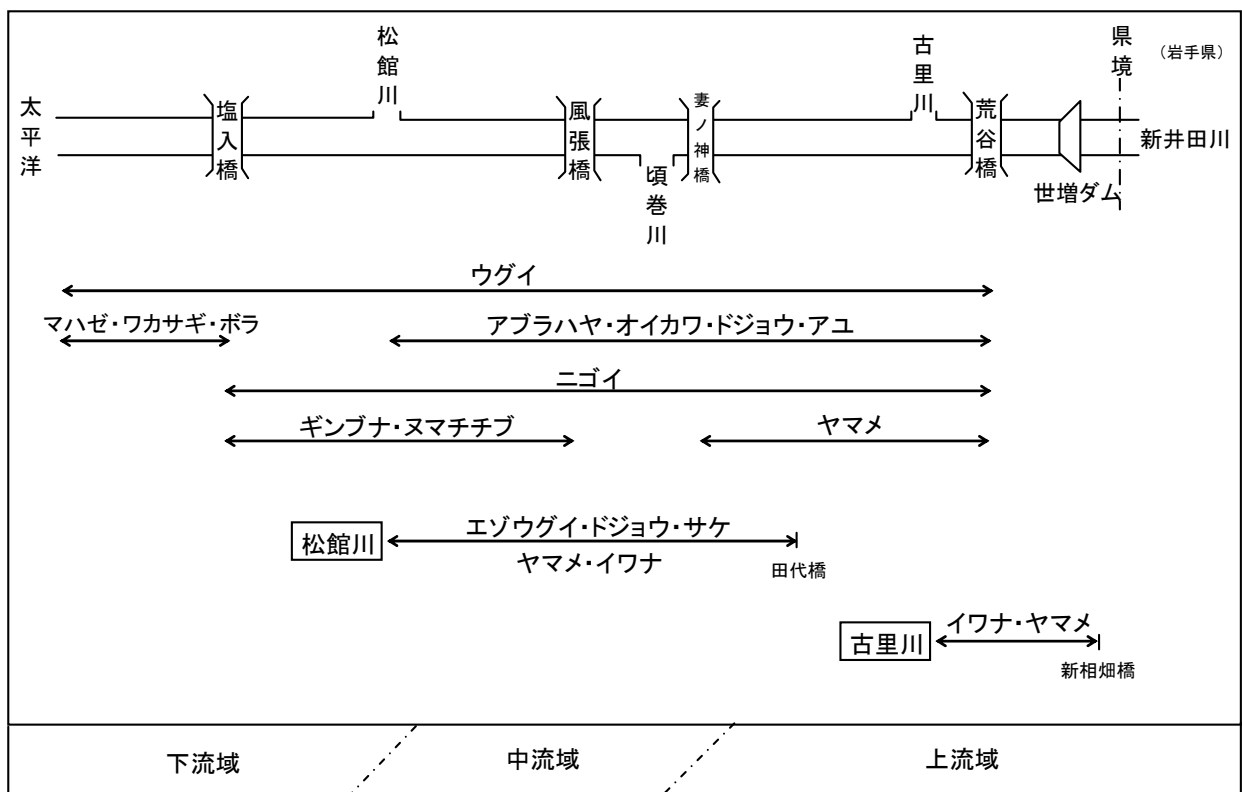 太平洋
塩入橋
松館川
風張橋
頃巻川
妻ノ神橋
古里川
荒谷橋
世増ダム
県境
(岩手県)
新井田川
ウグイ
マハゼ・ワカサギ・ボラ
アブラハヤ・オイカワ・ドジョウ・アユ
ニゴイ
ギンブナ・ヌマチチブ
ヤマメ
松館川
エゾウグイ・ドジョウ・サケ
ヤマメ・イワナ
田代橋
古里川
イワナ・ヤマメ
新相畑橋
下流域
中流域
上流域